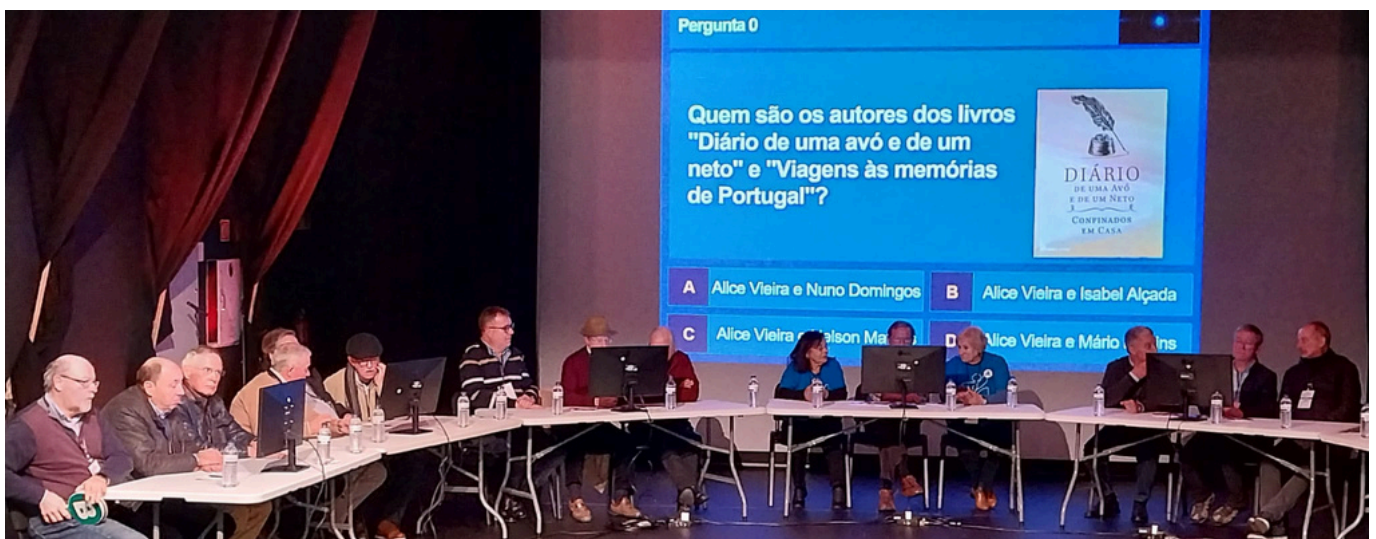 Pergunta 0
Quem são os autores dos livros
"Diário de uma avó e de um
neto" e "Viagens às memórias
de Portugal"?
DIÁRIO
DE UMA AVÓ
E DE UM NETO
CONFINADOS
EM CASA
A Alice Vieira e Nuno Domingos
B Alice Vieira e Isabel Alçada
C Alice Vieira
D Alice Vieira e Mário